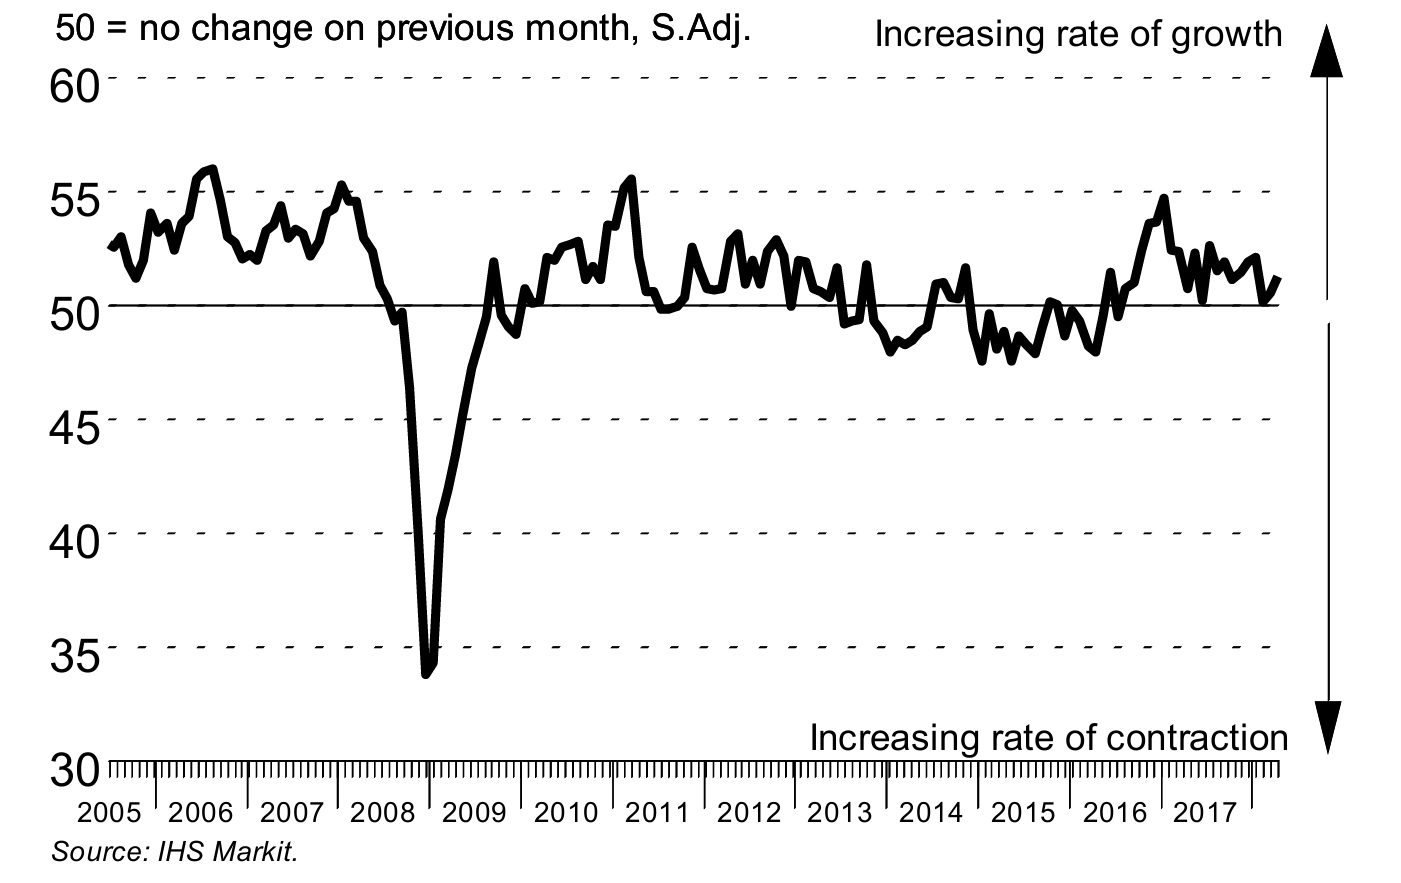 50 = no change on previous month, S.Adj.
Increasing rate of growth
60
55
50
45
40
35
Increasing rate of contraction
30
2005 2006 2007 2008 2009 2010 2011 2012 2013 2014 2015 2016 2017
Source: IHS Markit.